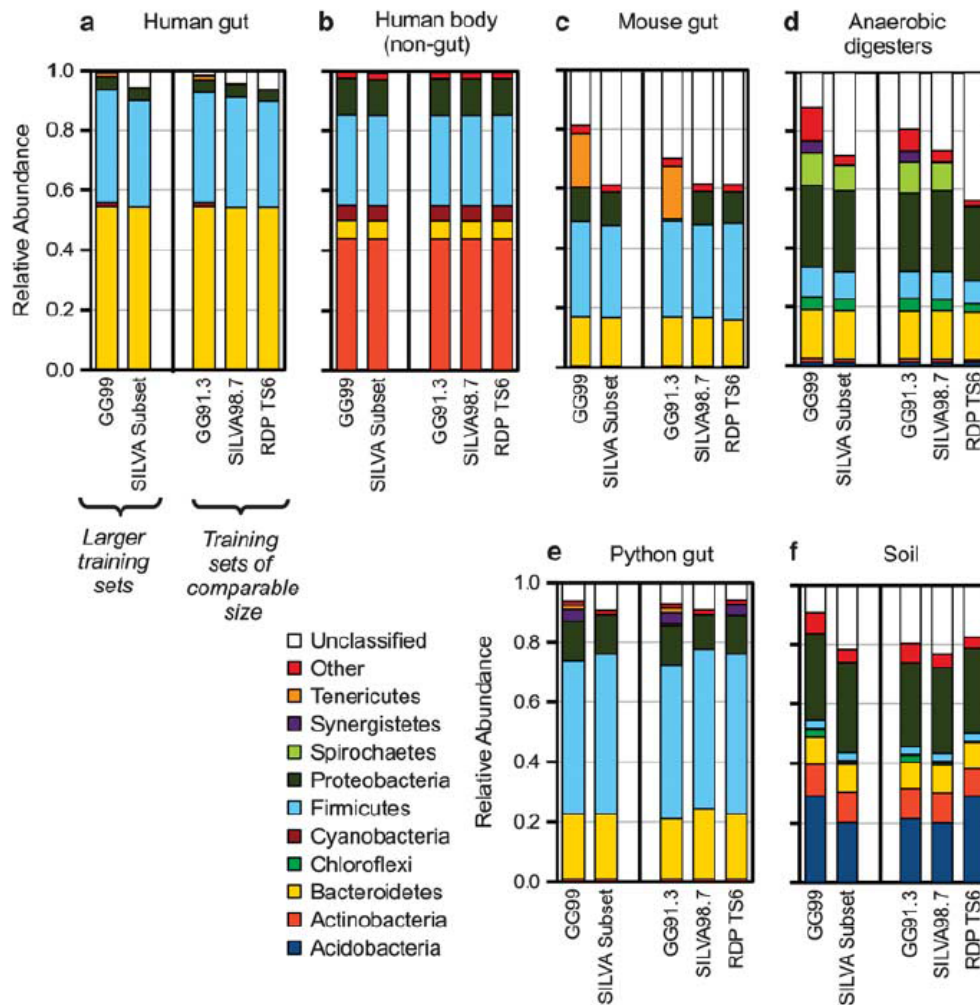 a Human gut
b Human body
(non-gut)
c Mouse gut
d Anaerobic
digesters
Relative Abundance
1.0
0.8
0.6
0.4
0.2
0.0
GG99
SILVA Subset
GG91.3
SILVA98.7
RDP TS6
GG99
SILVA Subset
GG91.3
SILVA98.7
RDP TS6
GG99
SILVA Subset
GG91.3
SILVA98.7
RDP TS6
GG99
SILVA Subset
GG91.3
SILVA98.7
RDP TS6
Larger
training
sets
Training
sets of
comparable
size
Unclassified
Other
Tenericutes
Synergistetes
Spirochaetes
Proteobacteria
Firmicutes
Cyanobacteria
Chloroflexi
Bacteroidetes
Actinobacteria
Acidobacteria
e Python gut
f Soil
Relative Abundance
1.0
0.8
0.6
0.4
0.2
0.0
GG99
SILVA Subset
GG91.3
SILVA98.7
RDP TS6
GG99
SILVA Subset
GG91.3
SILVA98.7
RDP TS6